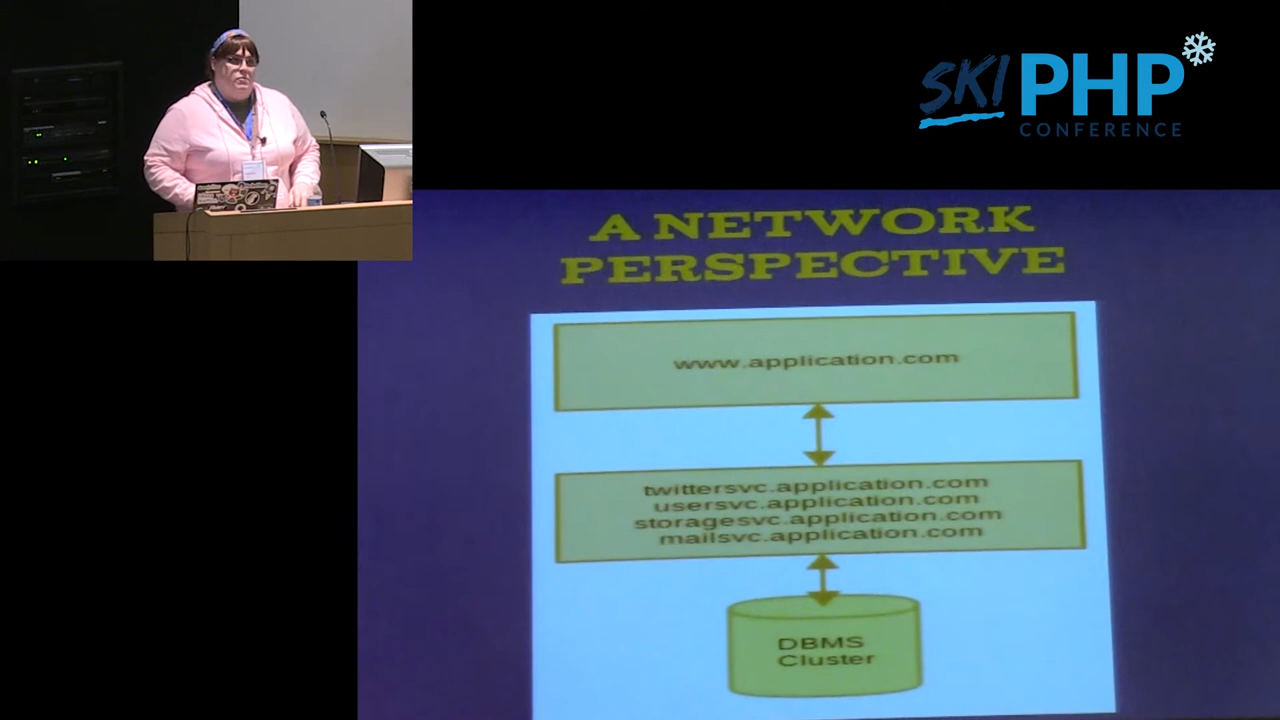 SKI PHP
CONFERENCE
A NETWORK
PERSPECTIVE
www.application.com
twittersvc.application.com
usersvc.application.com
storagesvc.application.com
mailsvc.application.com
DBMS
Cluster